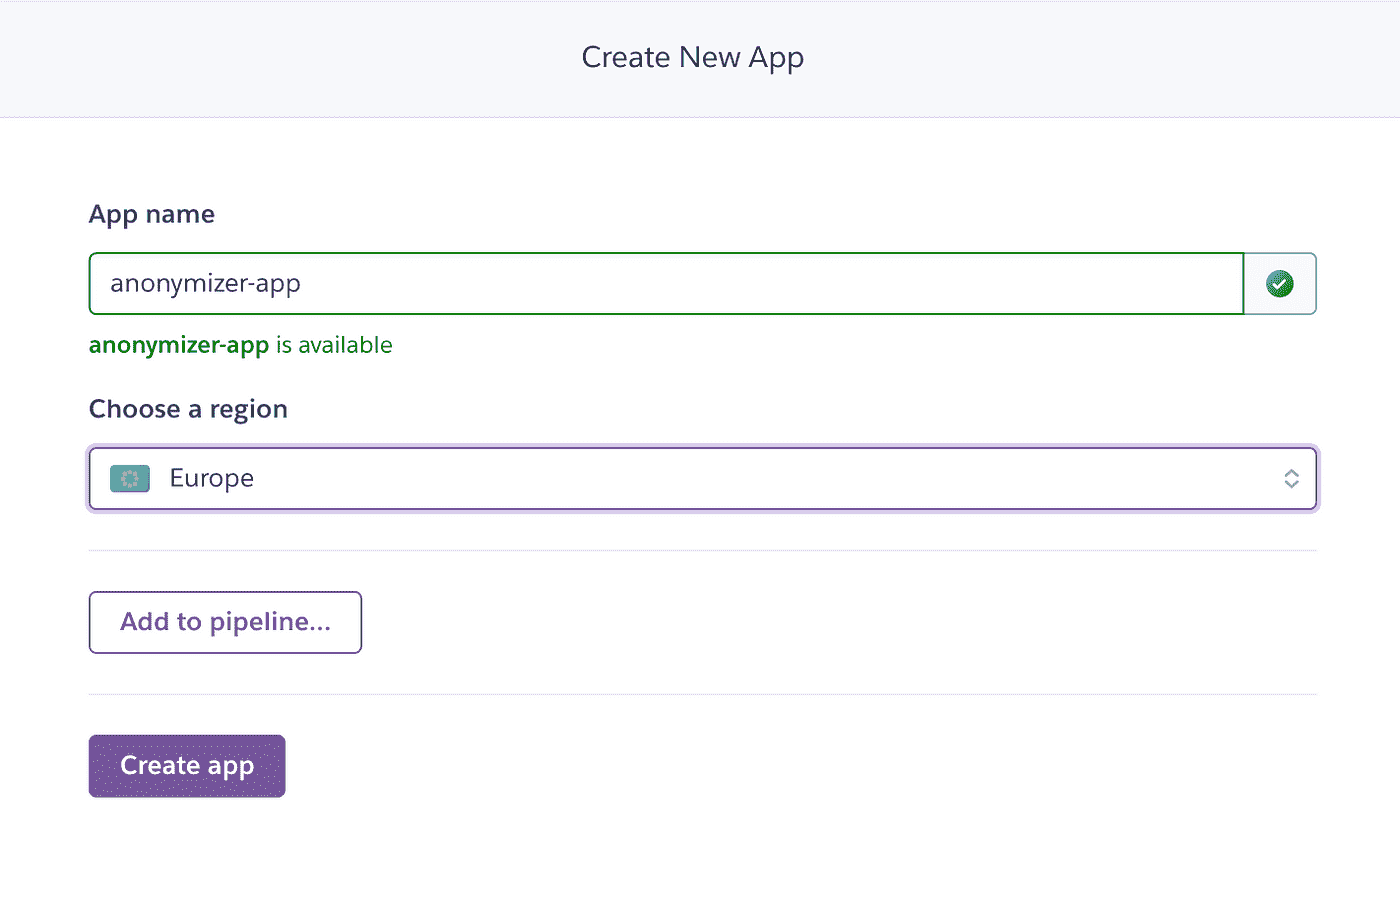 Create New App
App name
anonymizer-app
anonymizer-app is available
Choose a region
Europe
Add to pipeline...
Create app